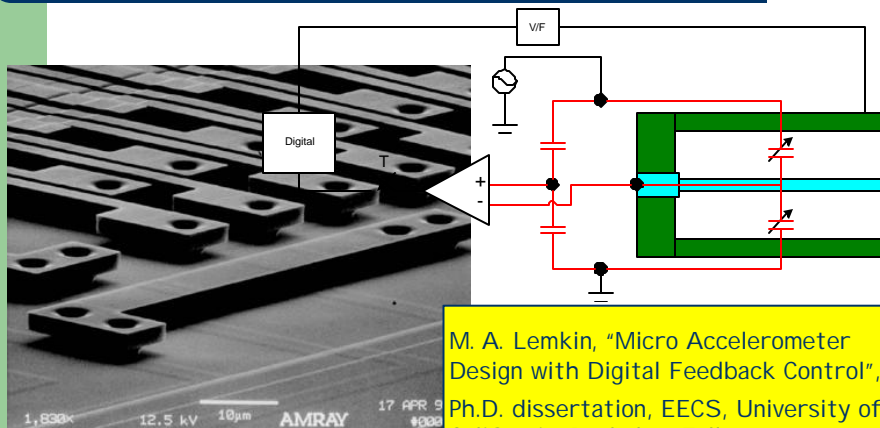 V/F
Digital
T
+
-
M. A. Lemkin, “Micro Accelerometer
Design with Digital Feedback Control”,
Ph.D. dissertation, EECS, University of
1,830X 12.5 kV 10µm AMRAY 17 APR 9
#000